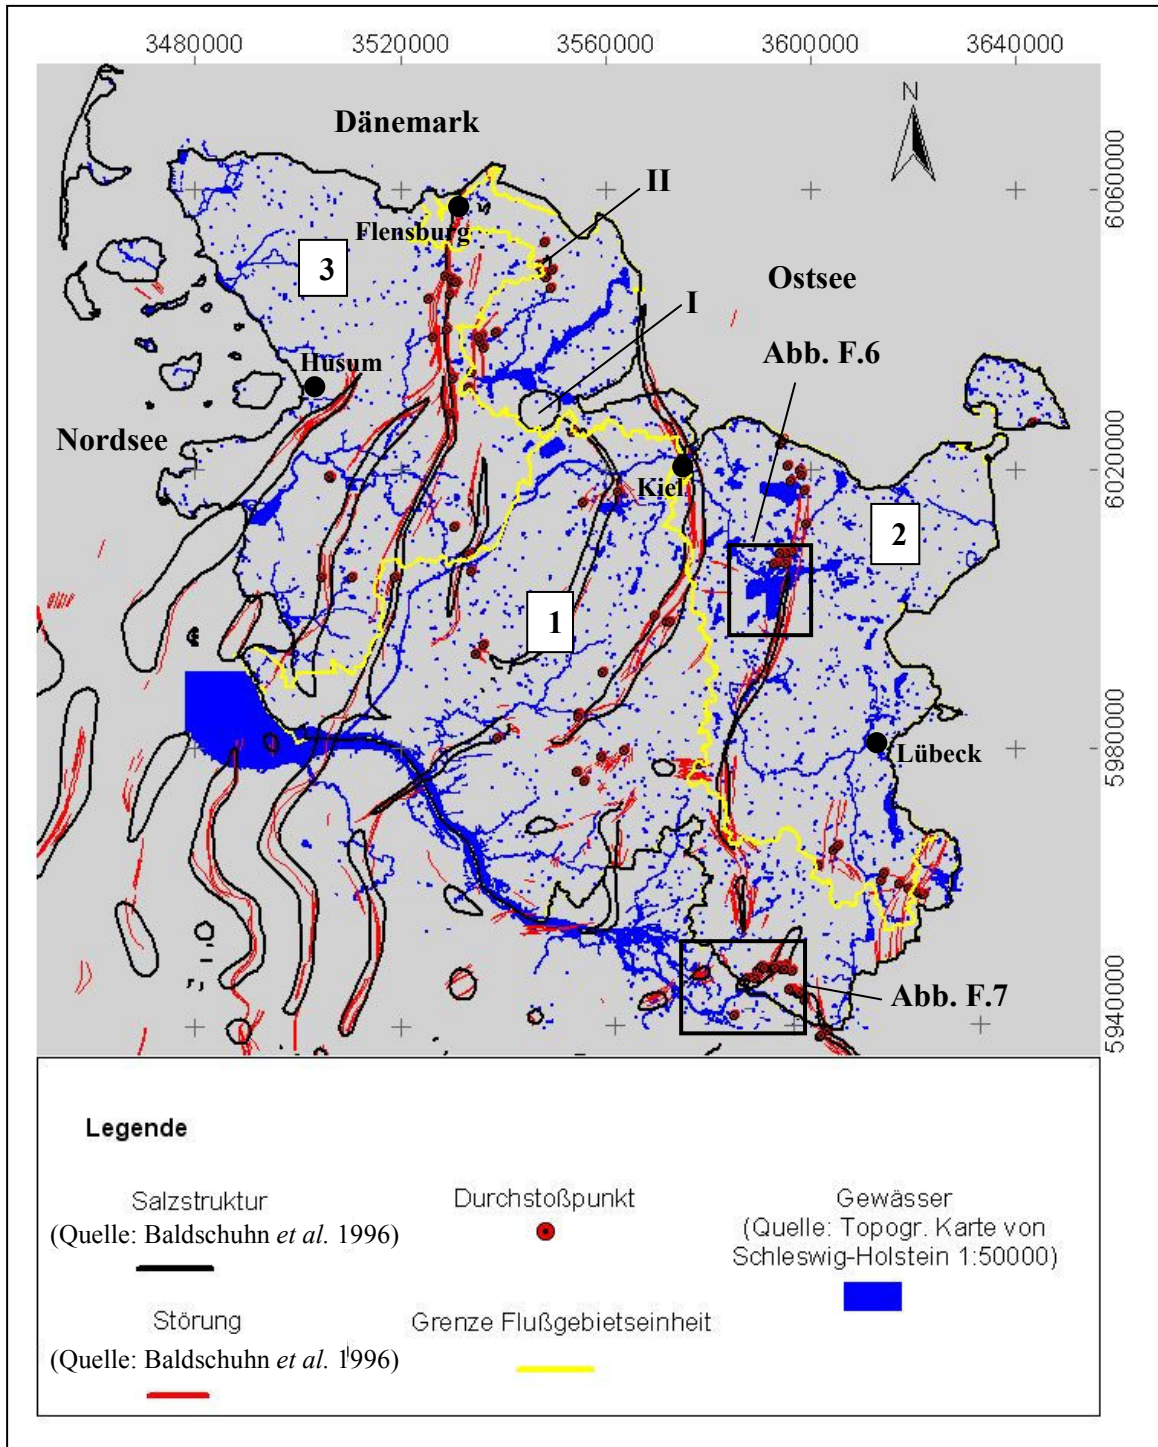 3480000 3520000 3560000 3600000 3640000
N
Dänemark
6060000
II
Flensburg
3
Ostsee
I
Abb. F.6
Husum
Nordsee
6020000
Kiel
2
1
5980000
Lübeck
Abb. F.7
5940000
Legende
Salzstruktur
(Quelle: Baldschuhn et al. 1996)
Durchstoßpunkt
Gewässer
(Quelle: Topogr. Karte von
Schleswig-Holstein 1:50000)
Störung
(Quelle: Baldschuhn et al. 1996)
Grenze Flußgebietseinheit